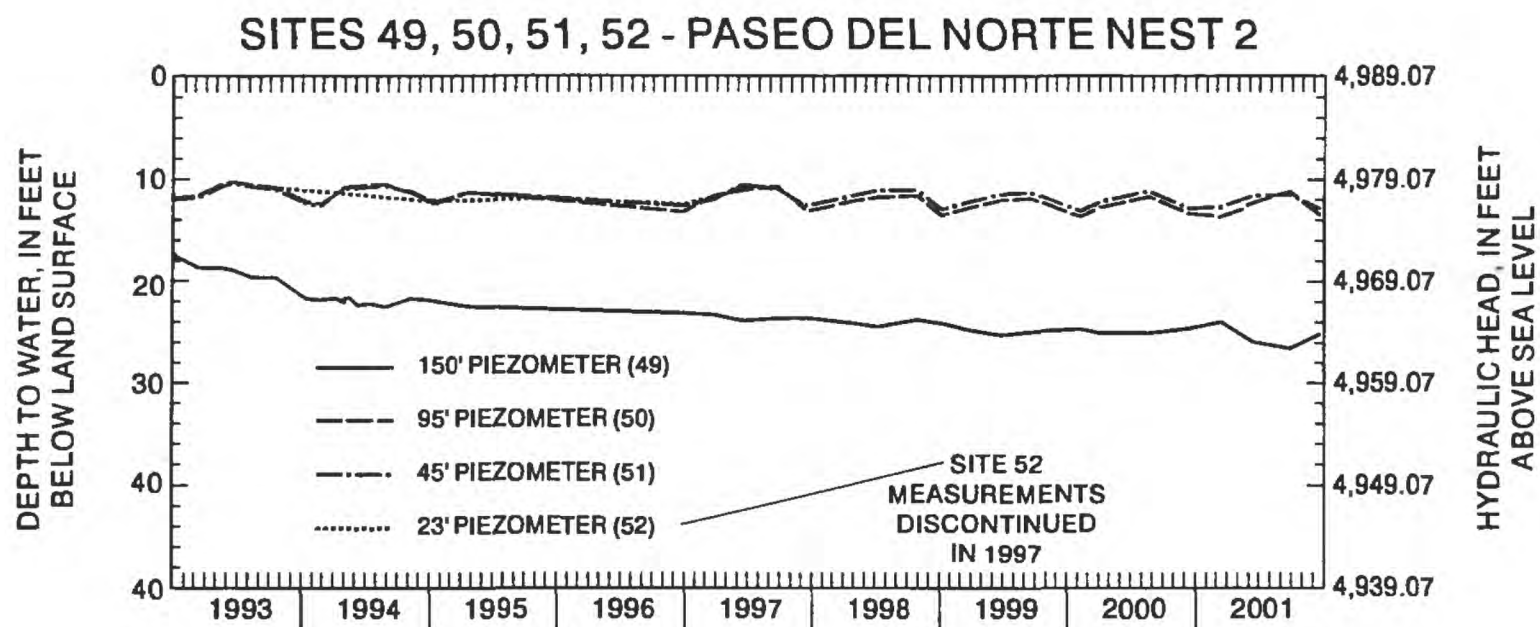 SITES 49, 50, 51, 52 - PASEO DEL NORTE NEST 2
DEPTH TO WATER, IN FEET
BELOW LAND SURFACE
0
10
20
30
40
40
4,989.07
4,979.07
4,969.07
4,959.07
4,949.07
4,939.07
HYDRAULIC HEAD, IN FEET
ABOVE SEA LEVEL
150' PIEZOMETER (49)
95' PIEZOMETER (50)
45' PIEZOMETER (51)
23' PIEZOMETER (52)
SITE 52
MEASUREMENTS
DISCONTINUED
IN 1997
1993 1994 1995 1996 1997 1998 1999 2000 2001